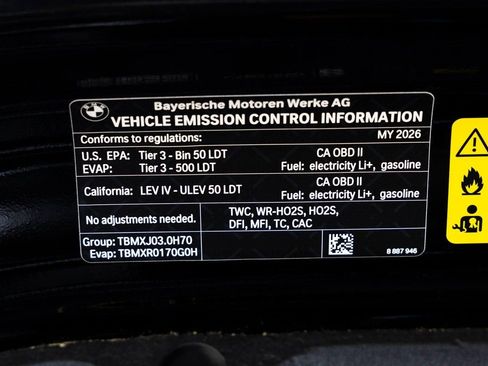 BMW
Bayerische Motoren Werke AG
VEHICLE EMISSION CONTROL INFORMATION
Conforms to regulations: MY 2026
U.S. EPA: Tier 3 - Bin 50 LDT CA OBD II
EVAP: Tier 3 - 500 LDT Fuel: electricity Li+, gasoline
California: LEV IV - ULEV 50 LDT CA OBD II
Fuel: electricity Li+, gasoline
No adjustments needed. TWC, WR-HO2S, HO2S,
DFI, MFI, TC, CAC
Group: TBMXJ03.0H70
Evap: TBMXR0170G0H
8 887 946